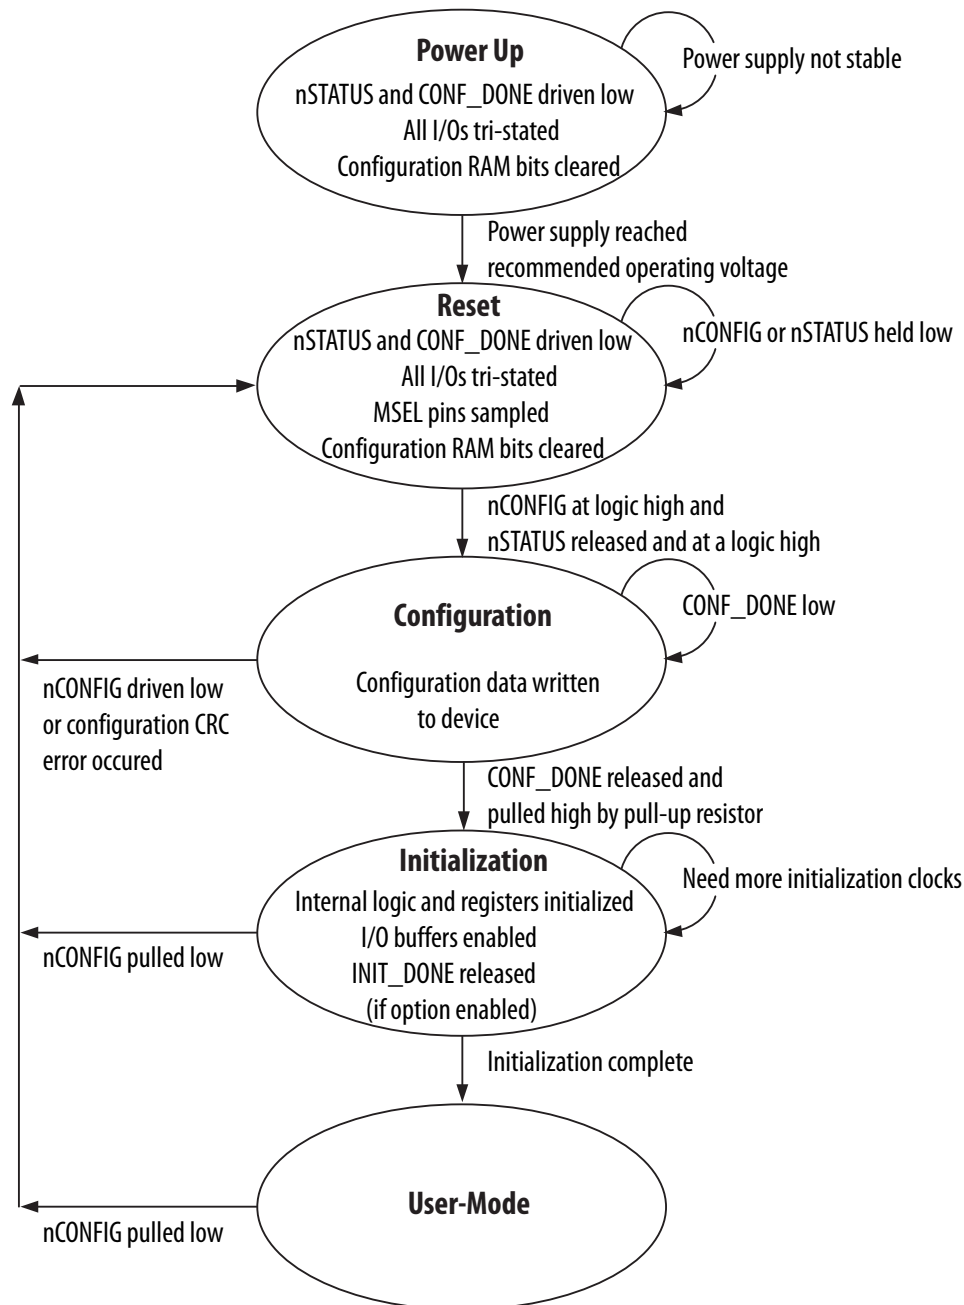 Power Up
nSTATUS and CONF_DONE driven low
All I/Os tri-stated
Configuration RAM bits cleared
Power supply not stable
Power supply reached
recommended operating voltage
Reset
nSTATUS and CONF_DONE driven low
All I/Os tri-stated
MSEL pins sampled
Configuration RAM bits cleared
nCONFIG or nSTATUS held low
nCONFIG at logic high and
nSTATUS released and at a logic high
Configuration
Configuration data written
to device
CONF_DONE low
nCONFIG driven low
or configuration CRC
error occured
CONF_DONE released and
pulled high by pull-up resistor
Initialization
Internal logic and registers initialized
I/O buffers enabled
INIT_DONE released
(if option enabled)
Need more initialization clocks
nCONFIG pulled low
Initialization complete
User-Mode
nCONFIG pulled low